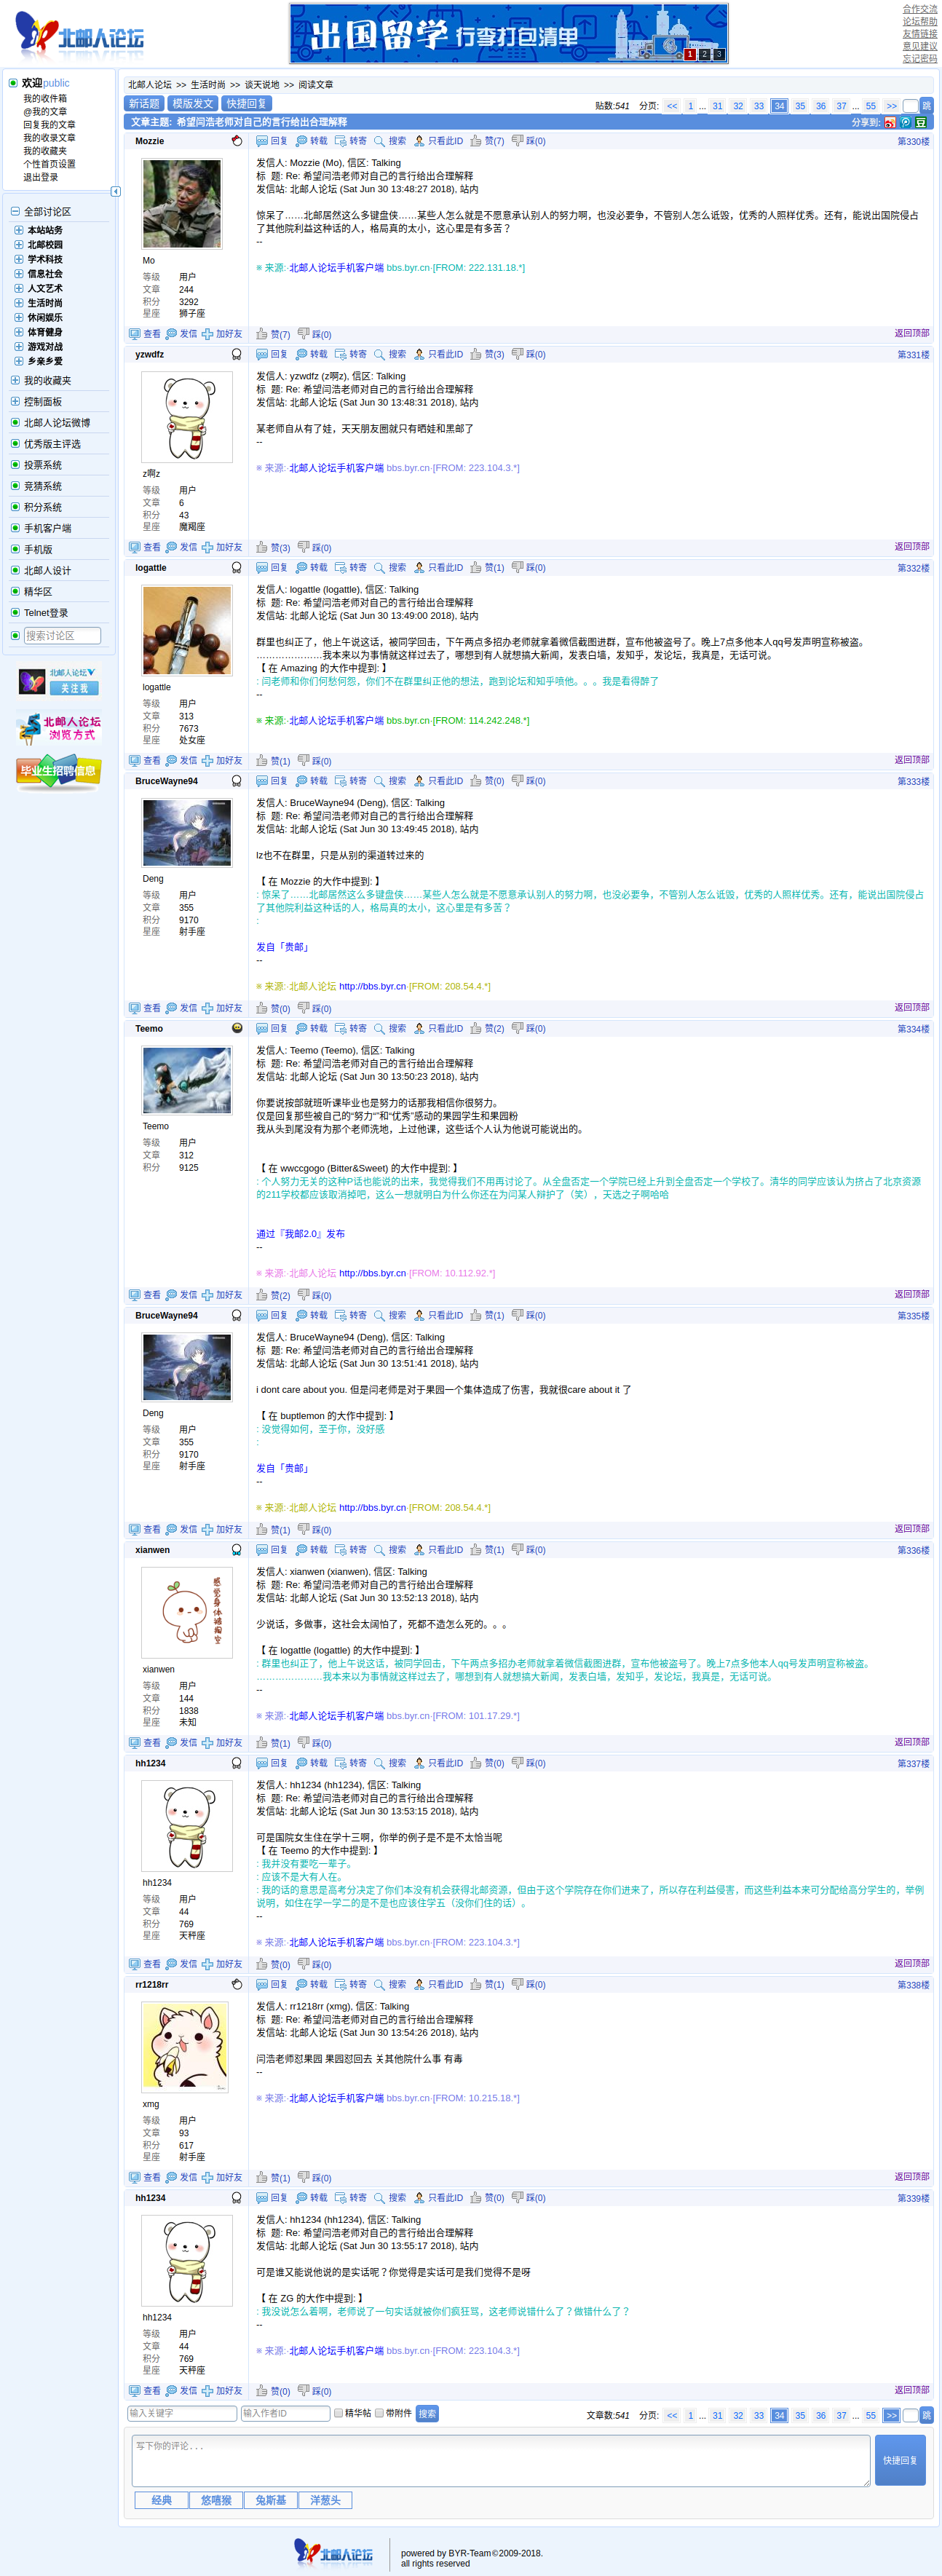 北邮人论坛
出国留学 行李打包清单
1 2 3
合作交流
论坛帮助
友情链接
意见建议
忘记密码
欢迎public
我的收件箱
@我的文章
回复我的文章
我的收录文章
我的收藏夹
个性首页设置
退出登录
全部讨论区
本站站务
北邮校园
学术科技
信息社会
人文艺术
生活时尚
休闲娱乐
体育健身
游戏对战
乡亲乡爱
我的收藏夹
控制面板
北邮人论坛微博
优秀版主评选
投票系统
竞猜系统
积分系统
手机客户端
手机版
北邮人设计
精华区
Telnet登录
搜索讨论区
北邮人论坛
关注我
北邮人论坛
浏览方式
毕业生招聘信息
北邮人论坛 >> 生活时尚 >> 谈天说地 >> 阅读文章
新话题 模版发文 快捷回复
贴数:541 分页: << 1 ... 31 32 33 34 35 36 37 ... 55 >> 跳
文章主题: 希望闫浩老师对自己的言行给出合理解释
分享到:
Mozzie 回复 转载 转寄 搜索 只看此ID 赞(7) 踩(0) 第330楼
Mo
等级 用户
文章 244
积分 3292
星座 狮子座
发信人: Mozzie (Mo), 信区: Talking
标 题: Re: 希望闫浩老师对自己的言行给出合理解释
发信站: 北邮人论坛 (Sat Jun 30 13:48:27 2018), 站内
惊呆了……北邮居然这么多键盘侠……某些人怎么就是不愿意承认别人的努力啊，也没必要争，不管别人怎么诋毁，优秀的人照样优秀。还有，能说出国院侵占
了其他院利益这种话的人，格局真的太小，这心里是有多苦？
--
※ 来源:·北邮人论坛手机客户端 bbs.byr.cn·[FROM: 222.131.18.*]
查看 发信 加好友 赞(7) 踩(0) 返回顶部
yzwdfz 回复 转载 转寄 搜索 只看此ID 赞(3) 踩(0) 第331楼
z啊z
等级 用户
文章 6
积分 43
星座 魔羯座
发信人: yzwdfz (z啊z), 信区: Talking
标 题: Re: 希望闫浩老师对自己的言行给出合理解释
发信站: 北邮人论坛 (Sat Jun 30 13:48:31 2018), 站内
某老师自从有了娃，天天朋友圈就只有晒娃和黑邮了
--
※ 来源:·北邮人论坛手机客户端 bbs.byr.cn·[FROM: 223.104.3.*]
查看 发信 加好友 赞(3) 踩(0) 返回顶部
logattle 回复 转载 转寄 搜索 只看此ID 赞(1) 踩(0) 第332楼
logattle
等级 用户
文章 313
积分 7673
星座 处女座
发信人: logattle (logattle), 信区: Talking
标 题: Re: 希望闫浩老师对自己的言行给出合理解释
发信站: 北邮人论坛 (Sat Jun 30 13:49:00 2018), 站内
群里也纠正了，他上午说这话，被同学回击，下午两点多招办老师就拿着微信截图进群，宣布他被盗号了。晚上7点多他本人qq号发声明宣称被盗。
…………………我本来以为事情就这样过去了，哪想到有人就想搞大新闻，发表白墙，发知乎，发论坛，我真是，无话可说。
【 在 Amazing 的大作中提到: 】
: 闫老师和你们何愁何怨，你们不在群里纠正他的想法，跑到论坛和知乎喷他。。。我是看得醉了
--
※ 来源:·北邮人论坛手机客户端 bbs.byr.cn·[FROM: 114.242.248.*]
查看 发信 加好友 赞(1) 踩(0) 返回顶部
BruceWayne94 回复 转载 转寄 搜索 只看此ID 赞(0) 踩(0) 第333楼
Deng
等级 用户
文章 355
积分 9170
星座 射手座
发信人: BruceWayne94 (Deng), 信区: Talking
标 题: Re: 希望闫浩老师对自己的言行给出合理解释
发信站: 北邮人论坛 (Sat Jun 30 13:49:45 2018), 站内
lz也不在群里，只是从别的渠道转过来的
【 在 Mozzie 的大作中提到: 】
: 惊呆了……北邮居然这么多键盘侠……某些人怎么就是不愿意承认别人的努力啊，也没必要争，不管别人怎么诋毁，优秀的人照样优秀。还有，能说出国院侵占
了其他院利益这种话的人，格局真的太小，这心里是有多苦？
:
发自「贵邮」
--
※ 来源:·北邮人论坛 http://bbs.byr.cn·[FROM: 208.54.4.*]
查看 发信 加好友 赞(0) 踩(0) 返回顶部
Teemo 回复 转载 转寄 搜索 只看此ID 赞(2) 踩(0) 第334楼
Teemo
等级 用户
文章 312
积分 9125
发信人: Teemo (Teemo), 信区: Talking
标 题: Re: 希望闫浩老师对自己的言行给出合理解释
发信站: 北邮人论坛 (Sat Jun 30 13:50:23 2018), 站内
你要说按部就班听课毕业也是努力的话那我相信你很努力。
仅是回复那些被自己的“努力”和“优秀”感动的果园学生和果园粉
我从头到尾没有为那个老师洗地，上过他课，这些话个人认为他说可能说出的。
【 在 wwccgogo (Bitter&Sweet) 的大作中提到: 】
: 个人努力无关的这种P话也能说的出来，我觉得我们不用再讨论了。从全盘否定一个学院已经上升到全盘否定一个学校了。清华的同学应该认为挤占了北京资源
的211学校都应该取消掉吧，这么一想就明白为什么你还在为闫某人辩护了（笑），天选之子啊哈哈
通过『我邮2.0』发布
--
※ 来源:·北邮人论坛 http://bbs.byr.cn·[FROM: 10.112.92.*]
查看 发信 加好友 赞(2) 踩(0) 返回顶部
BruceWayne94 回复 转载 转寄 搜索 只看此ID 赞(1) 踩(0) 第335楼
Deng
等级 用户
文章 355
积分 9170
星座 射手座
发信人: BruceWayne94 (Deng), 信区: Talking
标 题: Re: 希望闫浩老师对自己的言行给出合理解释
发信站: 北邮人论坛 (Sat Jun 30 13:51:41 2018), 站内
i dont care about you. 但是闫老师是对于果园一个集体造成了伤害，我就很care about it 了
【 在 buptlemon 的大作中提到: 】
: 没觉得如何，至于你，没好感
:
发自「贵邮」
--
※ 来源:·北邮人论坛 http://bbs.byr.cn·[FROM: 208.54.4.*]
查看 发信 加好友 赞(1) 踩(0) 返回顶部
xianwen 回复 转载 转寄 搜索 只看此ID 赞(1) 踩(0) 第336楼
感觉身体被掏空
xianwen
等级 用户
文章 144
积分 1838
星座 未知
发信人: xianwen (xianwen), 信区: Talking
标 题: Re: 希望闫浩老师对自己的言行给出合理解释
发信站: 北邮人论坛 (Sat Jun 30 13:52:13 2018), 站内
少说话，多做事，这社会太阔怕了，死都不造怎么死的。。。
【 在 logattle (logattle) 的大作中提到: 】
: 群里也纠正了，他上午说这话，被同学回击，下午两点多招办老师就拿着微信截图进群，宣布他被盗号了。晚上7点多他本人qq号发声明宣称被盗。
…………………我本来以为事情就这样过去了，哪想到有人就想搞大新闻，发表白墙，发知乎，发论坛，我真是，无话可说。
--
※ 来源:·北邮人论坛手机客户端 bbs.byr.cn·[FROM: 101.17.29.*]
查看 发信 加好友 赞(1) 踩(0) 返回顶部
hh1234 回复 转载 转寄 搜索 只看此ID 赞(0) 踩(0) 第337楼
hh1234
等级 用户
文章 44
积分 769
星座 天秤座
发信人: hh1234 (hh1234), 信区: Talking
标 题: Re: 希望闫浩老师对自己的言行给出合理解释
发信站: 北邮人论坛 (Sat Jun 30 13:53:15 2018), 站内
可是国院女生住在学十三啊，你举的例子是不是不太恰当呢
【 在 Teemo 的大作中提到: 】
: 我并没有要吃一辈子。
: 应该不是大有人在。
: 我的话的意思是高考分决定了你们本没有机会获得北邮资源，但由于这个学院存在你们进来了，所以存在利益侵害，而这些利益本来可分配给高分学生的，举例
说明，如住在学一学二的是不是也应该住学五（没你们住的话）。
--
※ 来源:·北邮人论坛手机客户端 bbs.byr.cn·[FROM: 223.104.3.*]
查看 发信 加好友 赞(0) 踩(0) 返回顶部
rr1218rr 回复 转载 转寄 搜索 只看此ID 赞(1) 踩(0) 第338楼
xmg
等级 用户
文章 93
积分 617
星座 射手座
发信人: rr1218rr (xmg), 信区: Talking
标 题: Re: 希望闫浩老师对自己的言行给出合理解释
发信站: 北邮人论坛 (Sat Jun 30 13:54:26 2018), 站内
闫浩老师怼果园 果园怼回去 关其他院什么事 有毒
--
※ 来源:·北邮人论坛手机客户端 bbs.byr.cn·[FROM: 10.215.18.*]
查看 发信 加好友 赞(1) 踩(0) 返回顶部
hh1234 回复 转载 转寄 搜索 只看此ID 赞(0) 踩(0) 第339楼
hh1234
等级 用户
文章 44
积分 769
星座 天秤座
发信人: hh1234 (hh1234), 信区: Talking
标 题: Re: 希望闫浩老师对自己的言行给出合理解释
发信站: 北邮人论坛 (Sat Jun 30 13:55:17 2018), 站内
可是谁又能说他说的是实话呢？你觉得是实话可是我们觉得不是呀
【 在 ZG 的大作中提到: 】
: 我没说怎么着啊，老师说了一句实话就被你们疯狂骂，这老师说错什么了？做错什么了？
--
※ 来源:·北邮人论坛手机客户端 bbs.byr.cn·[FROM: 223.104.3.*]
查看 发信 加好友 赞(0) 踩(0) 返回顶部
输入关键字 输入作者ID 精华帖 带附件 搜索
文章数:541 分页: << 1 ... 31 32 33 34 35 36 37 ... 55 >> 跳
写下你的评论...
快捷回复
经典 悠嘻猴 兔斯基 洋葱头
北邮人论坛
powered by BYR-Team©2009-2018.
all rights reserved